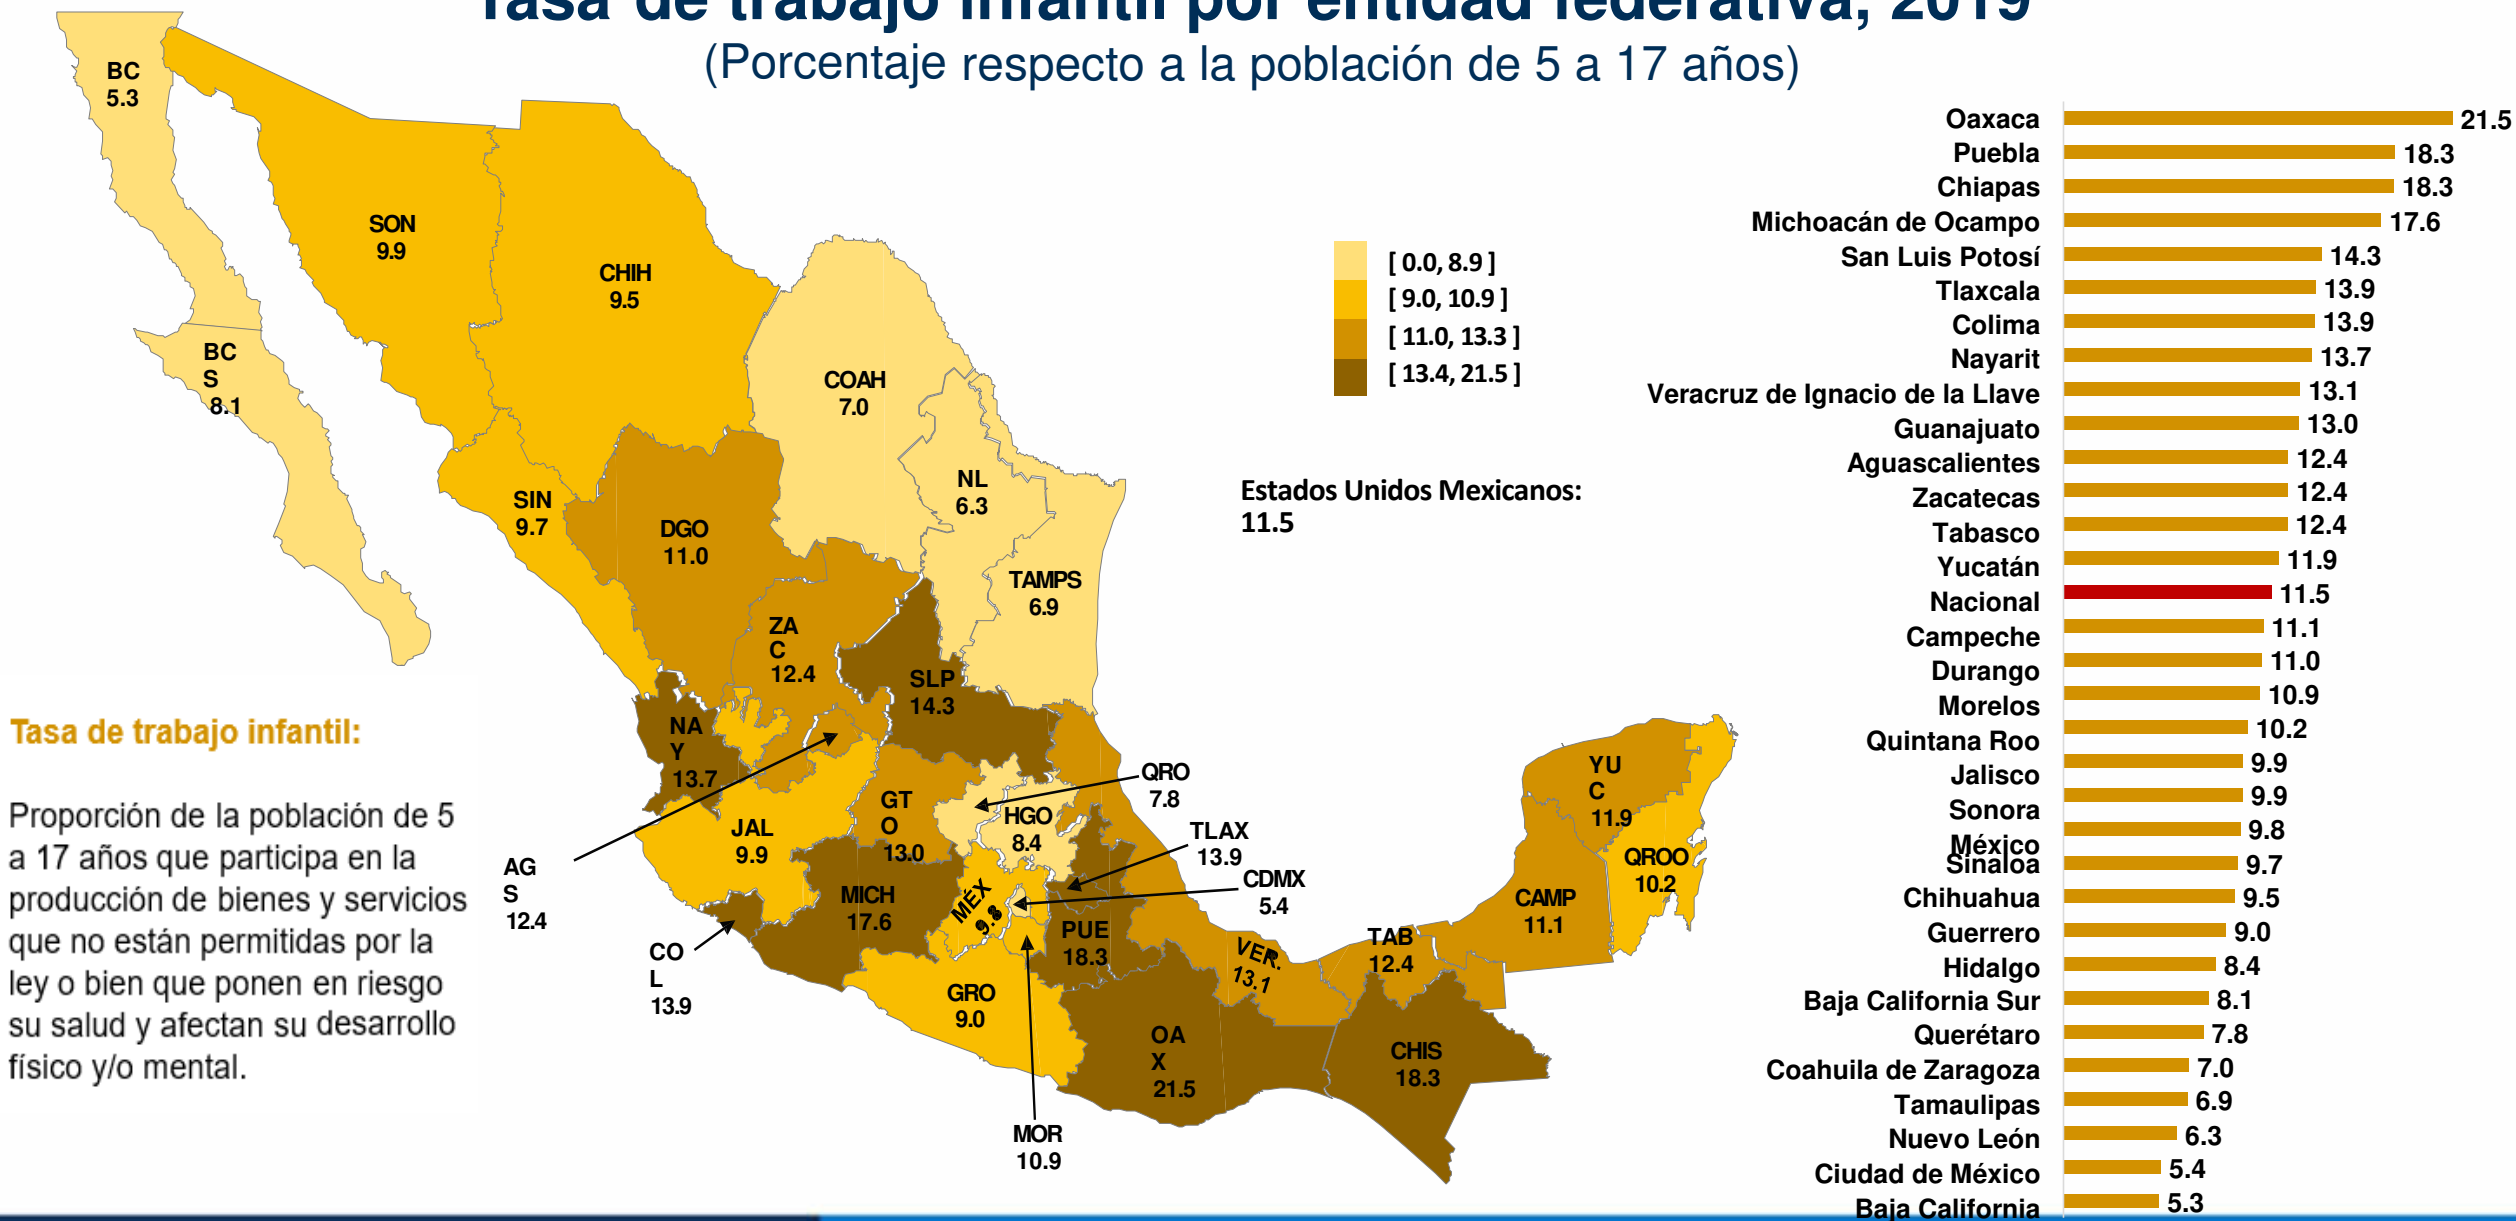 Tasa de trabajo infantil por entidad federativa, 2019
(Porcentaje respecto a la población de 5 a 17 años)
BC
5.3
SON
9.9
CHIH
9.5
BC
S
8.1
COAH
7.0
NL
6.3
SIN
9.7
DGO
11.0
TAMPS
6.9
ZA
C
12.4
SLP
14.3
NA
Y
13.7
QRO
7.8
GT
O
13.0
HGO
8.4
JAL
9.9
TLAX
13.9
AG
S
12.4
CDMX
5.4
MICH
17.6
MÉX
9.8
PUE
18.3
CO
L
13.9
VER.
13.1
TAB
12.4
GRO
9.0
OA
X
21.5
CHIS
18.3
MOR
10.9
YU
C
11.9
QROO
10.2
CAMP
11.1
[ 0.0, 8.9 ]
[ 9.0, 10.9 ]
[ 11.0, 13.3 ]
[ 13.4, 21.5 ]
Estados Unidos Mexicanos:
11.5
Tasa de trabajo infantil:
Proporción de la población de 5
a 17 años que participa en la
producción de bienes y servicios
que no están permitidas por la
ley o bien que ponen en riesgo
su salud y afectan su desarrollo
físico y/o mental.
Oaxaca 21.5
Puebla 18.3
Chiapas 18.3
Michoacán de Ocampo 17.6
San Luis Potosí 14.3
Tlaxcala 13.9
Colima 13.9
Nayarit 13.7
Veracruz de Ignacio de la Llave 13.1
Guanajuato 13.0
Aguascalientes 12.4
Zacatecas 12.4
Tabasco 12.4
Yucatán 11.9
Nacional 11.5
Campeche 11.1
Durango 11.0
Morelos 10.9
Quintana Roo 10.2
Jalisco 9.9
Sonora 9.9
México 9.8
Sinaloa 9.7
Chihuahua 9.5
Guerrero 9.0
Hidalgo 8.4
Baja California Sur 8.1
Querétaro 7.8
Coahuila de Zaragoza 7.0
Tamaulipas 6.9
Nuevo León 6.3
Ciudad de México 5.4
Baja California 5.3